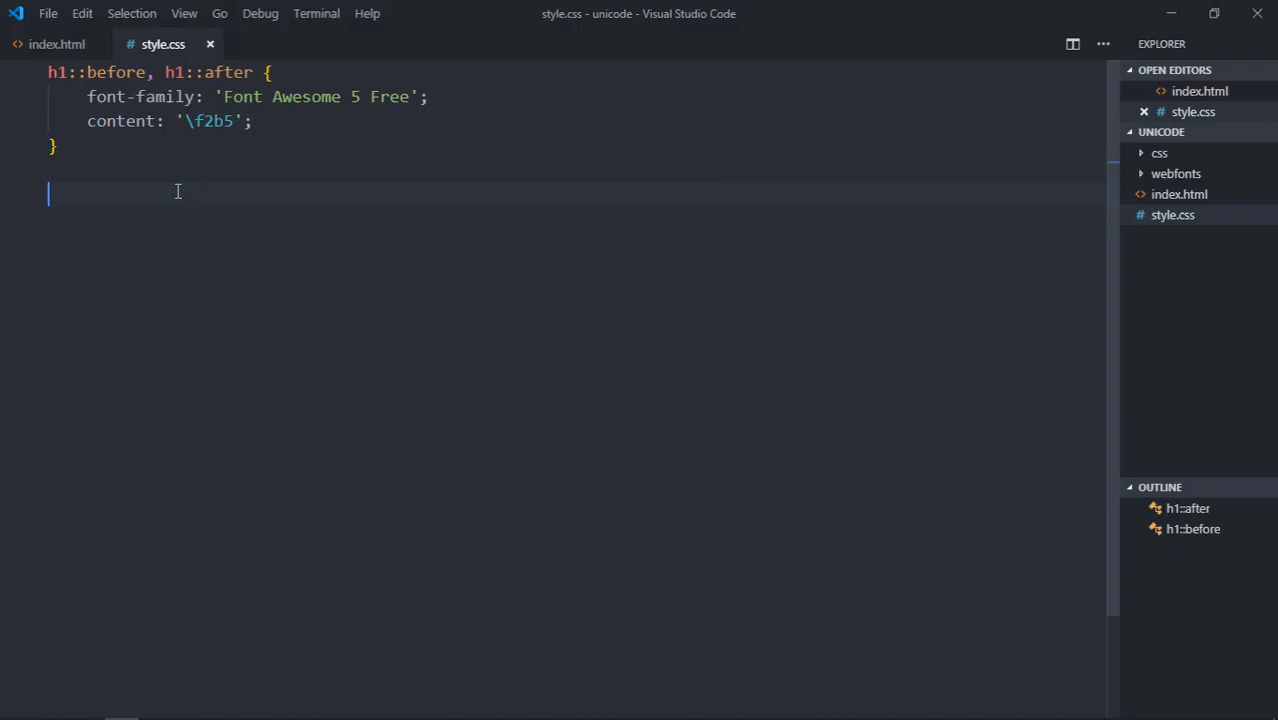 File Edit Selection View Go Debug Terminal Help
style.css - unicode - Visual Studio Code
index.html
style.css
EXPLORER
h1::before, h1::after {
font-family: 'Font Awesome 5 Free';
content: '\f2b5';
}
OPEN EDITORS
index.html
style.css
UNICODE
css
webfonts
index.html
style.css
OUTLINE
h1::after
h1::before